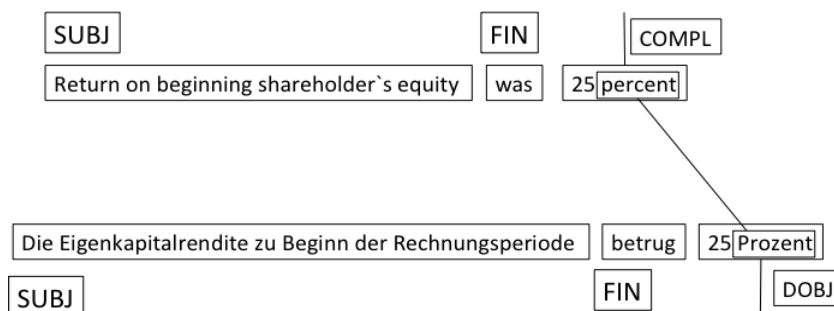 SUBJ FIN COMPL
Return on beginning shareholder`s equity was 25 percent
Die Eigenkapitalrendite zu Beginn der Rechnungsperiode betrug 25 Prozent
SUBJ FIN DOBJ